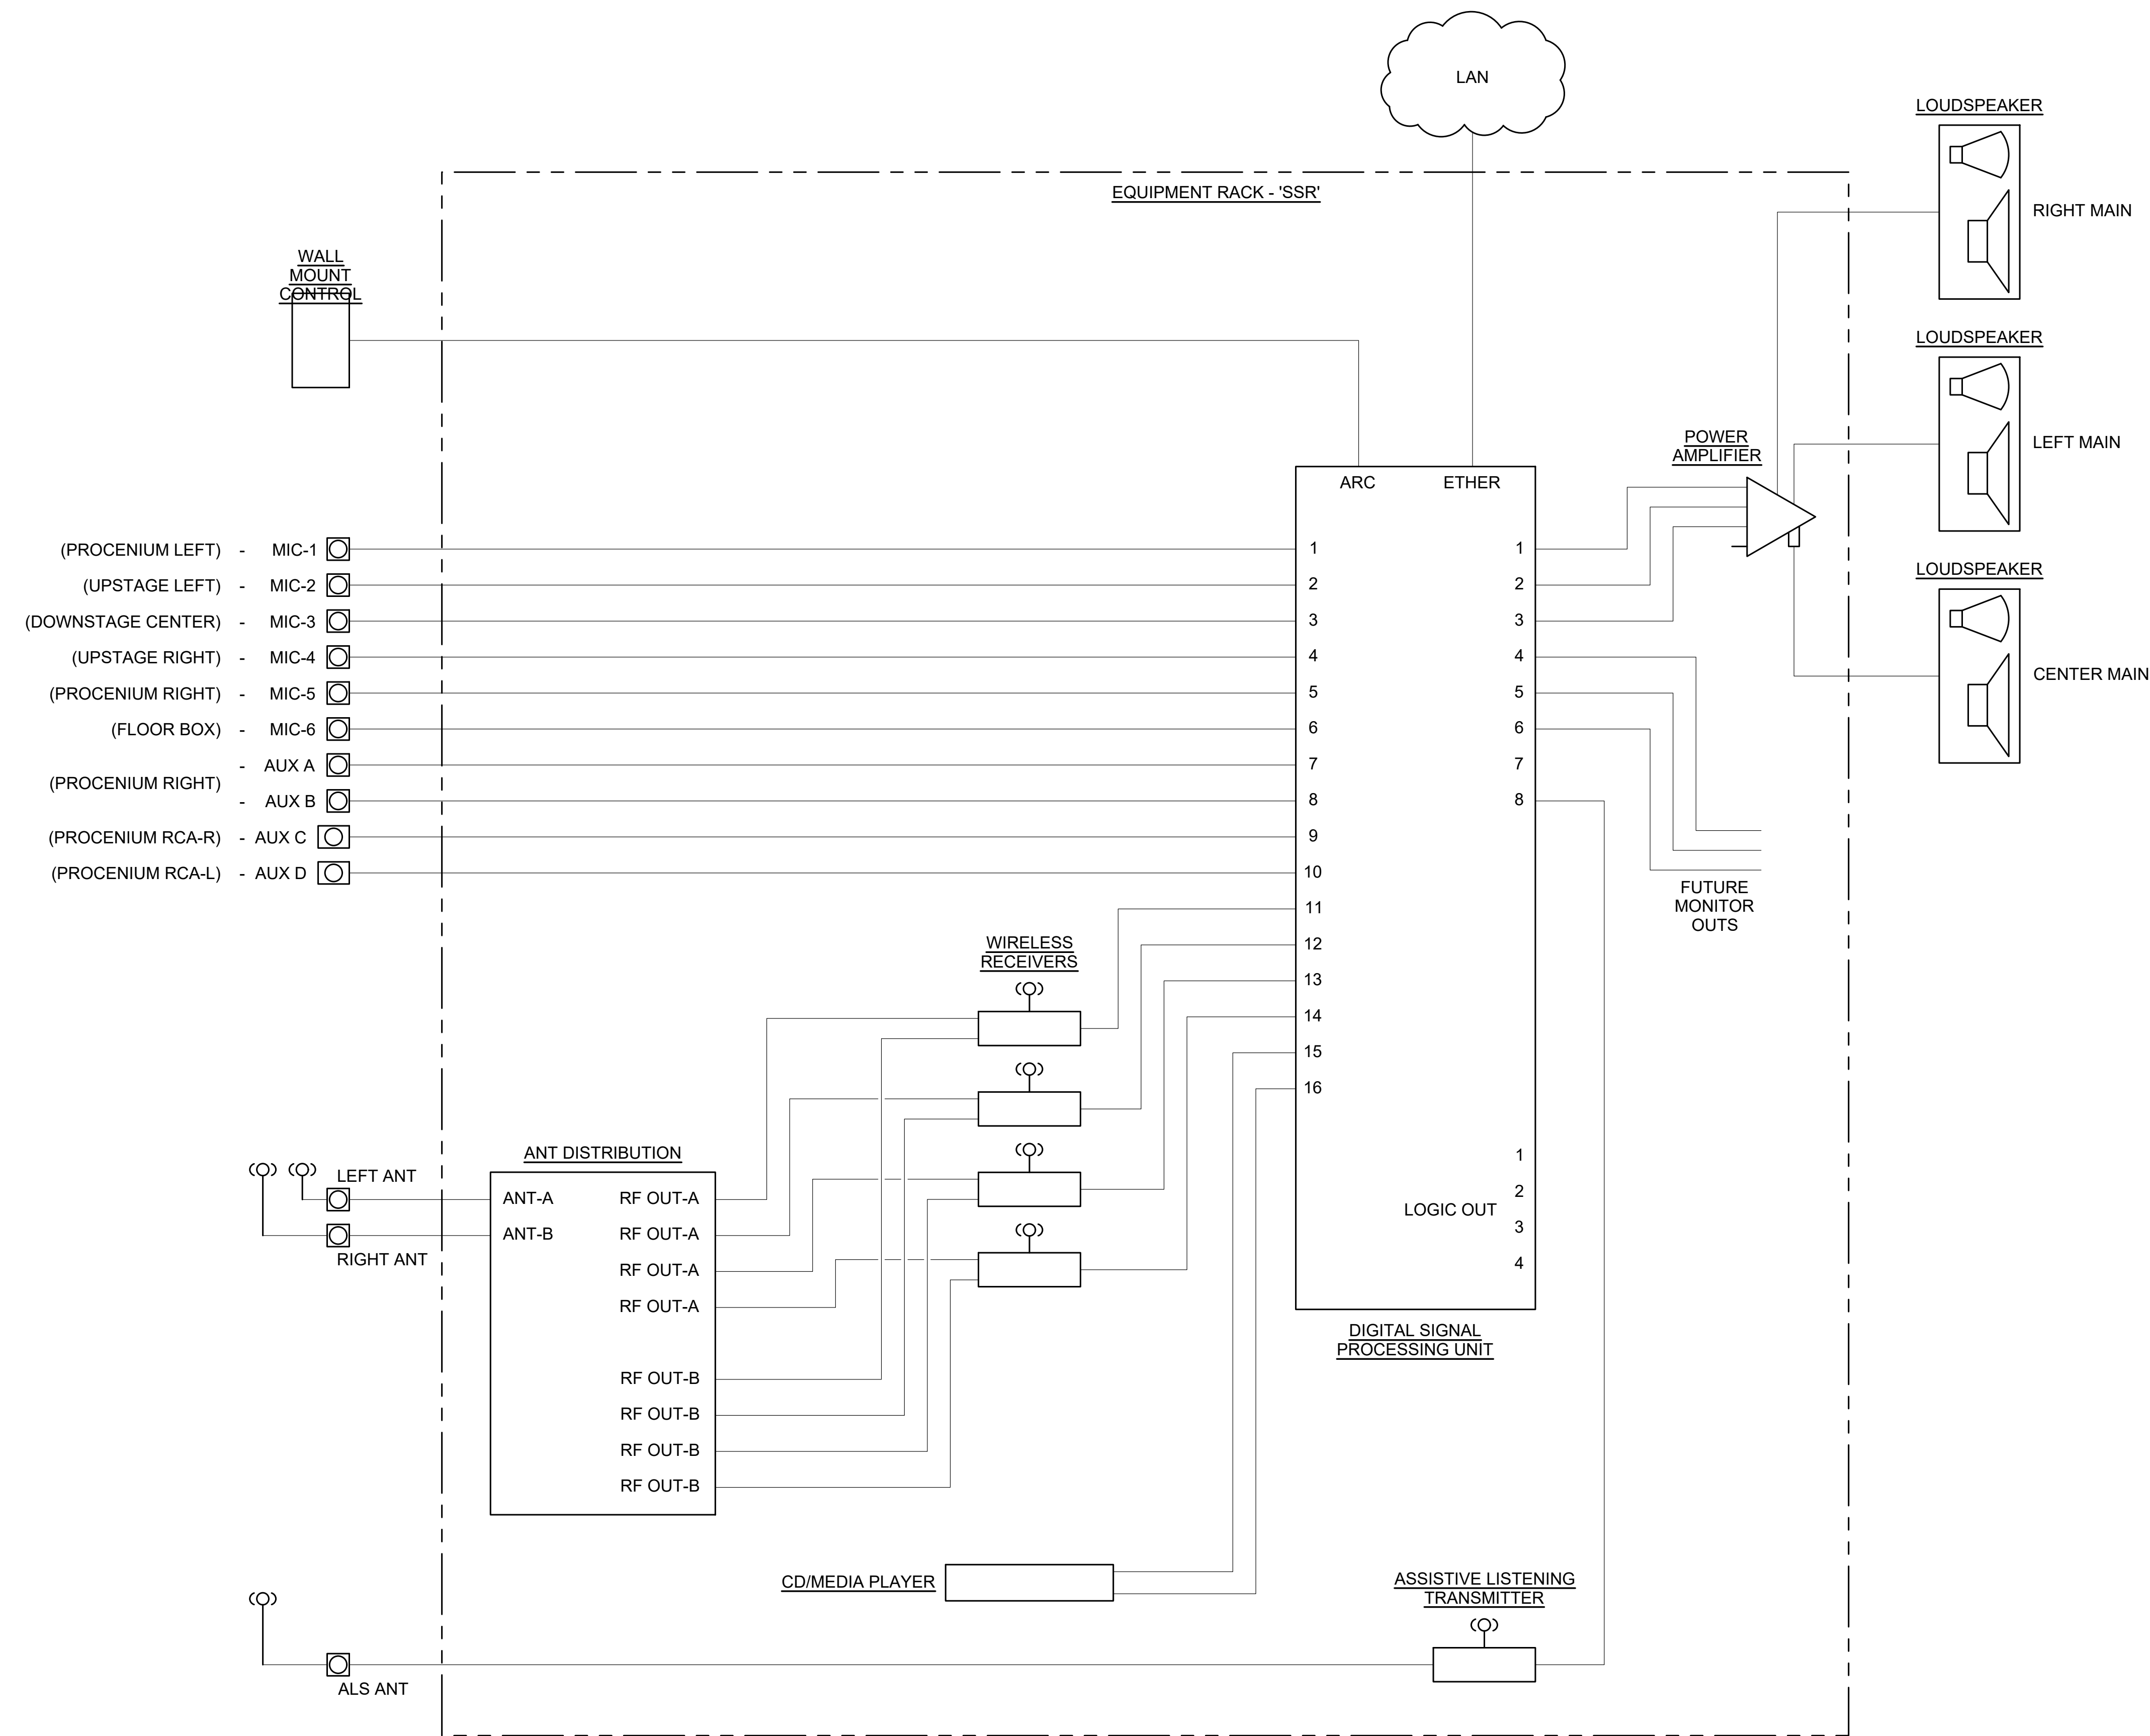 LAN
LOUDSPEAKER
EQUIPMENT RACK - 'SSR'
RIGHT MAIN
WALL
MOUNT
CONTROL
LOUDSPEAKER
LEFT MAIN
POWER
AMPLIFIER
ARC ETHER
(PROCENIUM LEFT) - MIC-1 1 1
LOUDSPEAKER
(UPSTAGE LEFT) - MIC-2 2 2
(DOWNSTAGE CENTER) - MIC-3 3 3
(UPSTAGE RIGHT) - MIC-4 4 4
CENTER MAIN
(PROCENIUM RIGHT) - MIC-5 5 5
(FLOOR BOX) - MIC-6 6 6
- AUX A 7 7
(PROCENIUM RIGHT)
- AUX B 8 8
(PROCENIUM RCA-R) - AUX C 9
(PROCENIUM RCA-L) - AUX D 10
FUTURE
MONITOR
OUTS
11
WIRELESS
RECEIVERS
12
13
14
15
16
ANT DISTRIBUTION
LEFT ANT
ANT-A RF OUT-A
ANT-B RF OUT-A
RIGHT ANT
RF OUT-A
RF OUT-A
RF OUT-B
RF OUT-B
RF OUT-B
RF OUT-B
1
2
LOGIC OUT
3
4
DIGITAL SIGNAL
PROCESSING UNIT
CD/MEDIA PLAYER
ASSISTIVE LISTENING
TRANSMITTER
ALS ANT